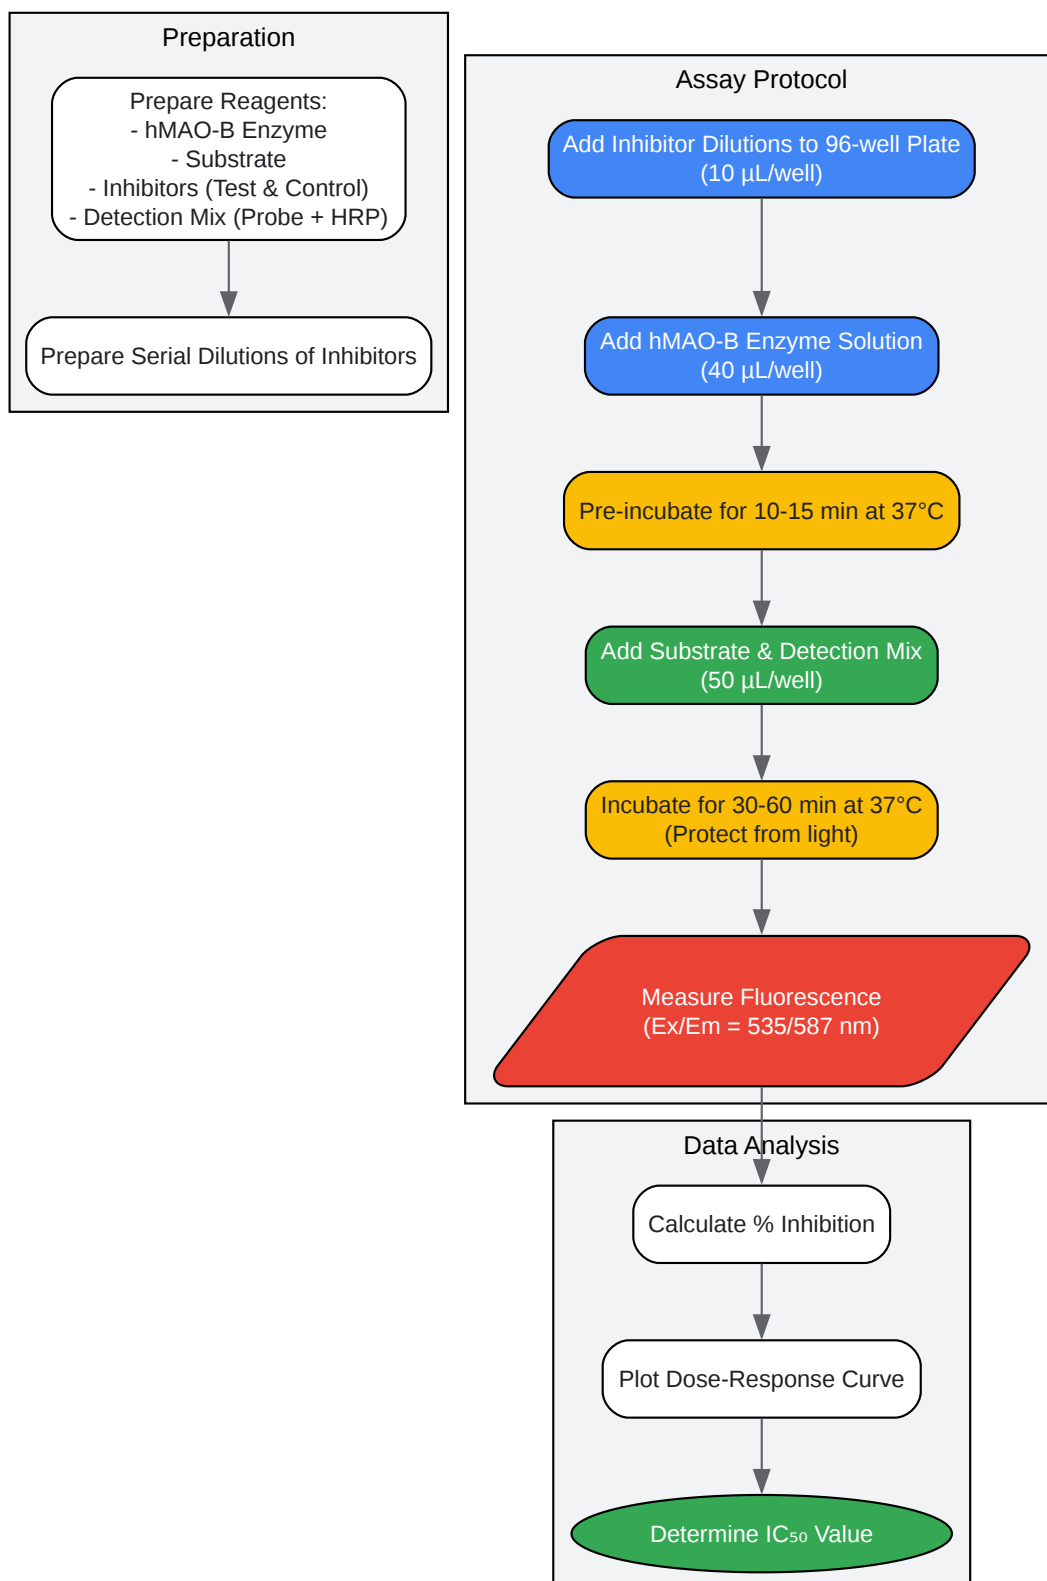 Preparation
Prepare Reagents:
- hMAO-B Enzyme
- Substrate
- Inhibitors (Test & Control)
- Detection Mix (Probe + HRP)
Prepare Serial Dilutions of Inhibitors
Assay Protocol
Add Inhibitor Dilutions to 96-well Plate
(10 µL/well)
Add hMAO-B Enzyme Solution
(40 µL/well)
Pre-incubate for 10-15 min at 37°C
Add Substrate & Detection Mix
(50 µL/well)
Incubate for 30-60 min at 37°C
(Protect from light)
Measure Fluorescence
(Ex/Em = 535/587 nm)
Data Analysis
Calculate % Inhibition
Plot Dose-Response Curve
Determine IC₅₀ Value